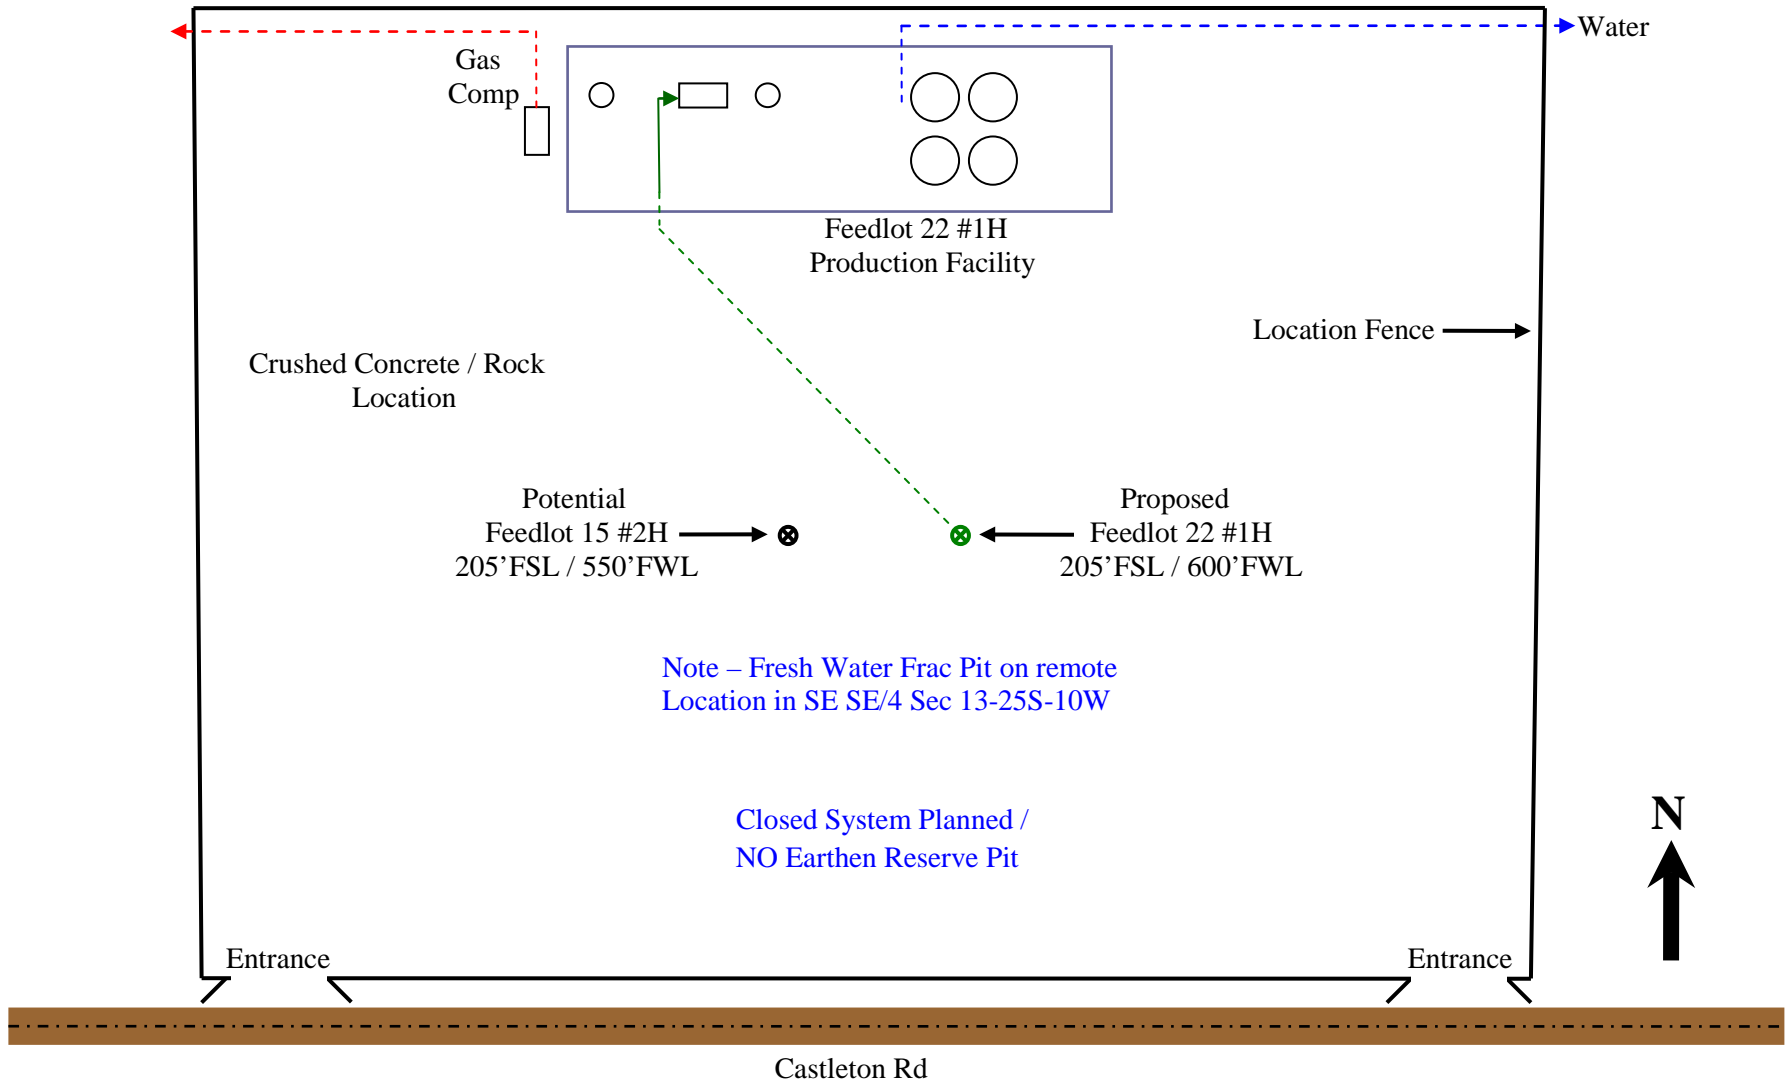 Water
Gas
Comp
Feedlot 22 #1H
Production Facility
Location Fence
Crushed Concrete / Rock
Location
Potential
Feedlot 15 #2H
205’FSL / 550’FWL
Proposed
Feedlot 22 #1H
205’FSL / 600’FWL
Note – Fresh Water Frac Pit on remote
Location in SE SE/4 Sec 13-25S-10W
Closed System Planned /
NO Earthen Reserve Pit
N
Entrance
Entrance
Castleton Rd